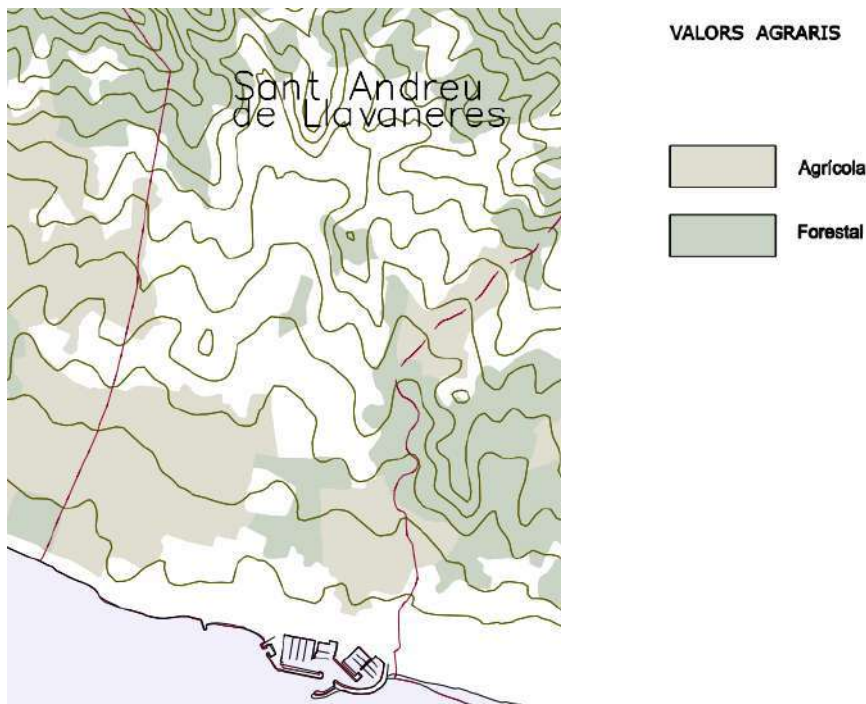 VALORS AGRARIS
Sant Andreu
de Llavaneres
Agrícola
Forestal